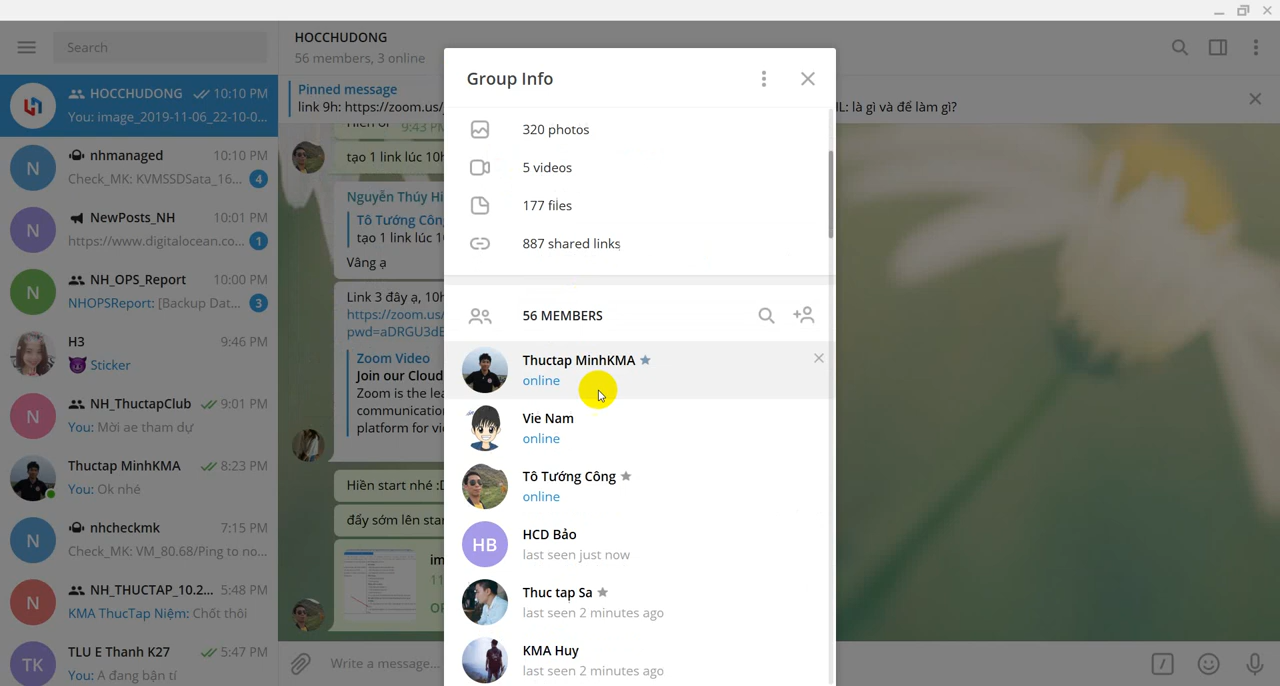 Search
HOCCHUDONG
56 members, 3 online
HOCCHUDONG 10:10 PM
You: image_2019-11-06_22-10-0...
nhmanaged 10:10 PM
Check_MK: KVMSSDSata_16... 4
NewPosts_NH 10:01 PM
https://www.digitalocean.co... 1
NH_OPS_Report 10:00 PM
NHOPSReport: [Backup Dat... 3
H3 9:46 PM
Sticker
NH_ThuctapClub 9:01 PM
You: Mời ae tham dự
Thuctap MinhKMA 8:23 PM
You: Ok nhé
nhcheckmk 7:15 PM
Check_MK: VM_80.68/Ping to no...
NH_THUCTAP_10.2... 5:48 PM
KMA ThucTap Niệm: Chốt thôi
TLU E Thanh K27 5:47 PM
You: A đang bận tí
Pinned message
link 9h: https://zoom.us/
L: là gì và để làm gì?
9:43 PM
tạo 1 link lúc 10h
Nguyễn Thúy Hi
Tô Tướng Côn
tạo 1 link lúc 1
Vâng ạ
Link 3 đây ạ, 10h
https://zoom.us/
pwd=aDRGU3dE
Zoom Video
Join our Cloud
Zoom is the lea
communication
platform for vi
Hiền start nhé :D
đẩy sớm lên star
im
11
OP
Write a message...
Group Info
320 photos
5 videos
177 files
887 shared links
56 MEMBERS
Thuctap MinhKMA
online
Vie Nam
online
Tô Tướng Công
online
HB
HCD Bảo
last seen just now
Thuc tap Sa
last seen 2 minutes ago
KMA Huy
last seen 2 minutes ago
N
N
N
N
N
N
TK